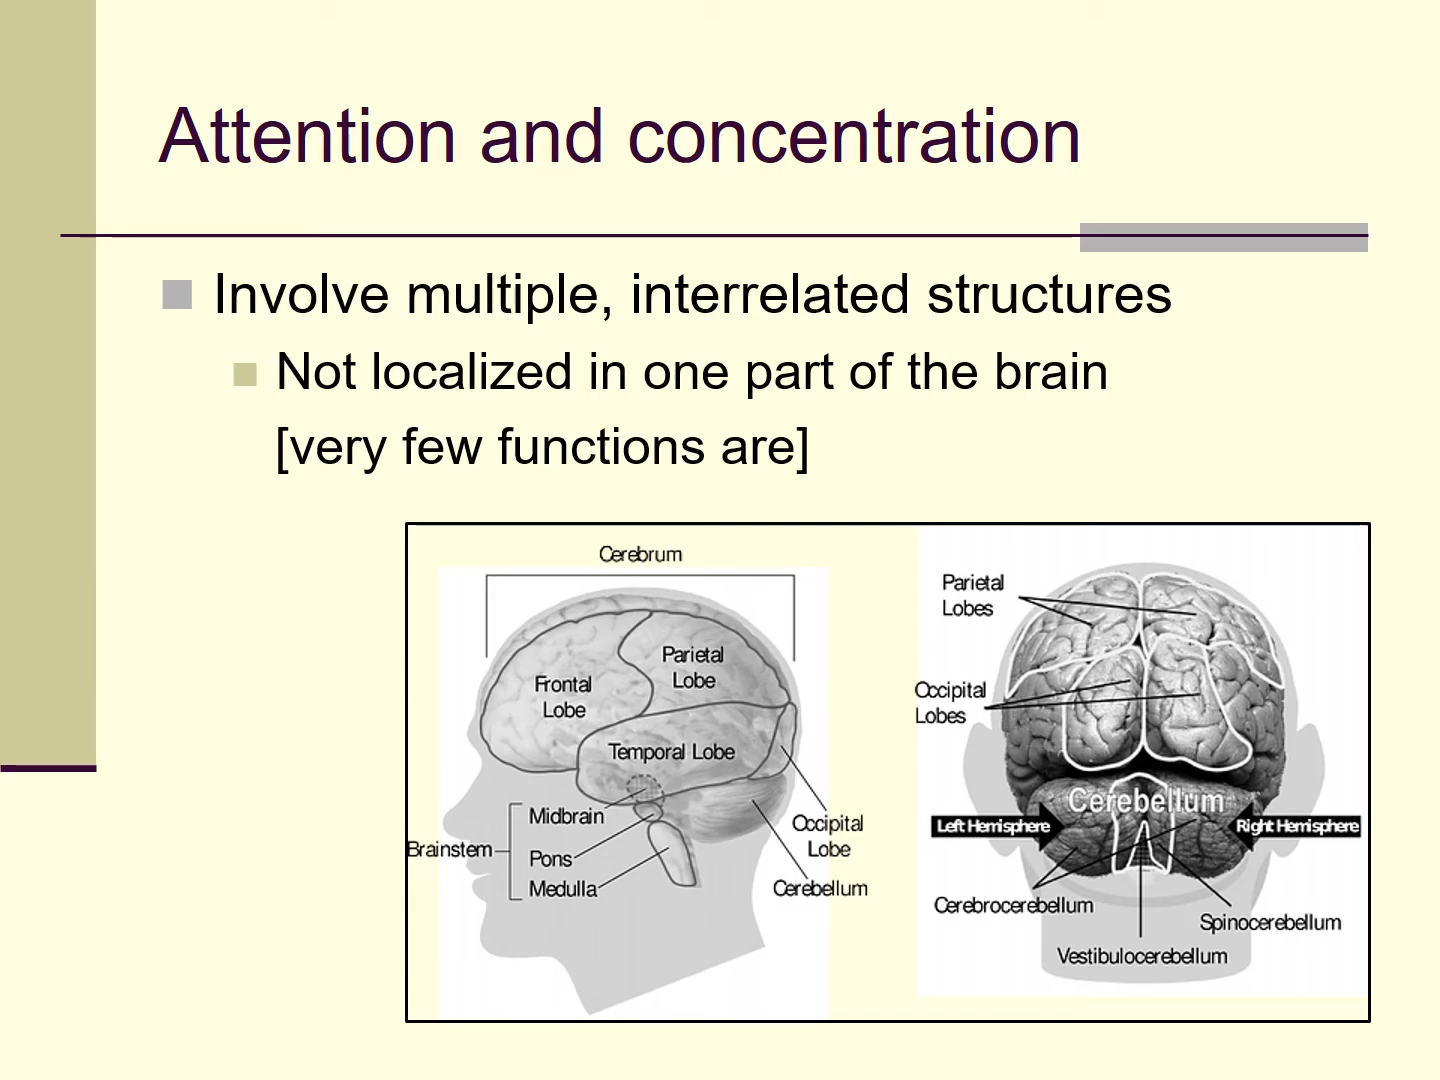 Attention and concentration
Involve multiple, interrelated structures
Not localized in one part of the brain
[very few functions are]
Cerebrum
Parietal
Lobe
Frontal
Lobe
Temporal Lobe
Midbrain
Brainstem
Pons
Medulla
Occipital
Lobe
Cerebellum
Parietal
Lobes
Occipital
Lobes
Cerebellum
Left Hemisphere
Right Hemisphere
Cerebrocerebellum
Spinocerebellum
Vestibulocerebellum